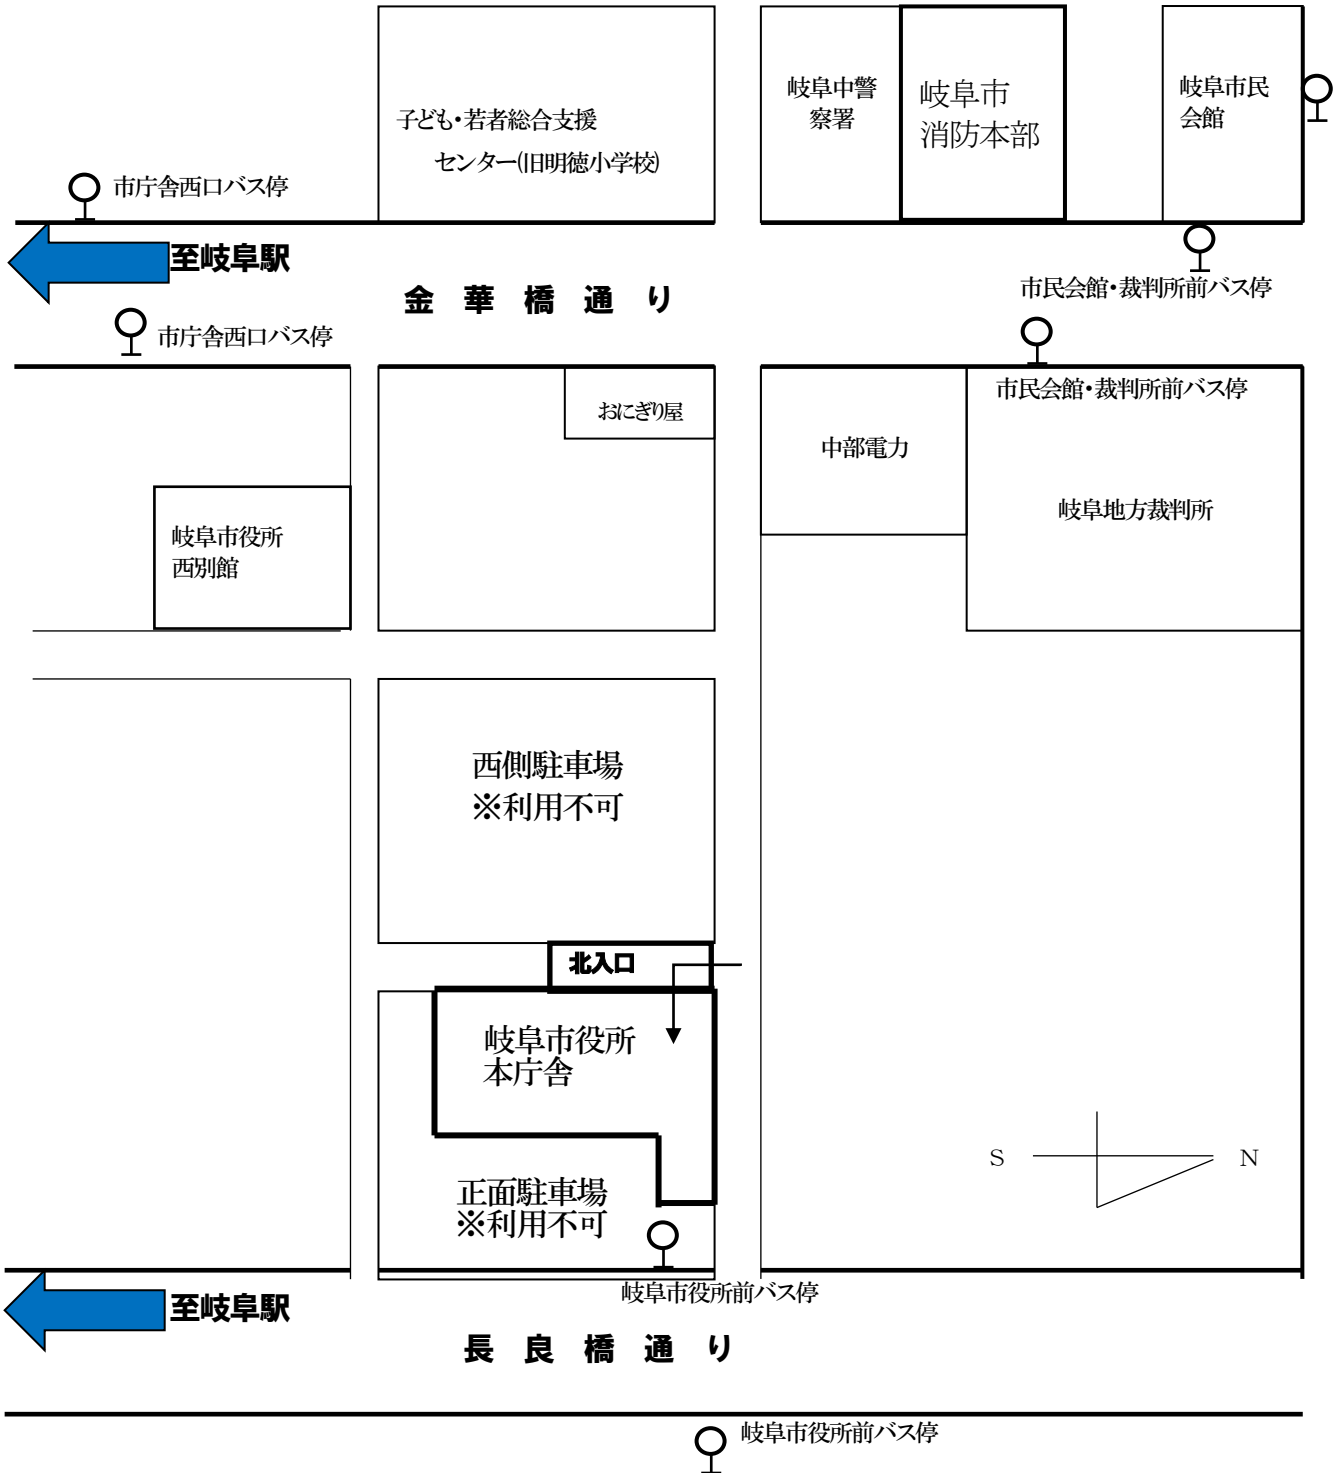 岐阜中警
察署
岐阜市
消防本部
岐阜市民
会館
子ども・若者総合支援
センター(旧明徳小学校)
市庁舎西口バス停
至岐阜駅
金華橋通り
市民会館・裁判所前バス停
市庁舎西口バス停
市民会館・裁判所前バス停
おにぎり屋
中部電力
岐阜地方裁判所
岐阜市役所
西別館
西側駐車場
※利用不可
北入口
岐阜市役所
本庁舎
S
N
正面駐車場
※利用不可
岐阜市役所前バス停
至岐阜駅
長良橋通り
岐阜市役所前バス停